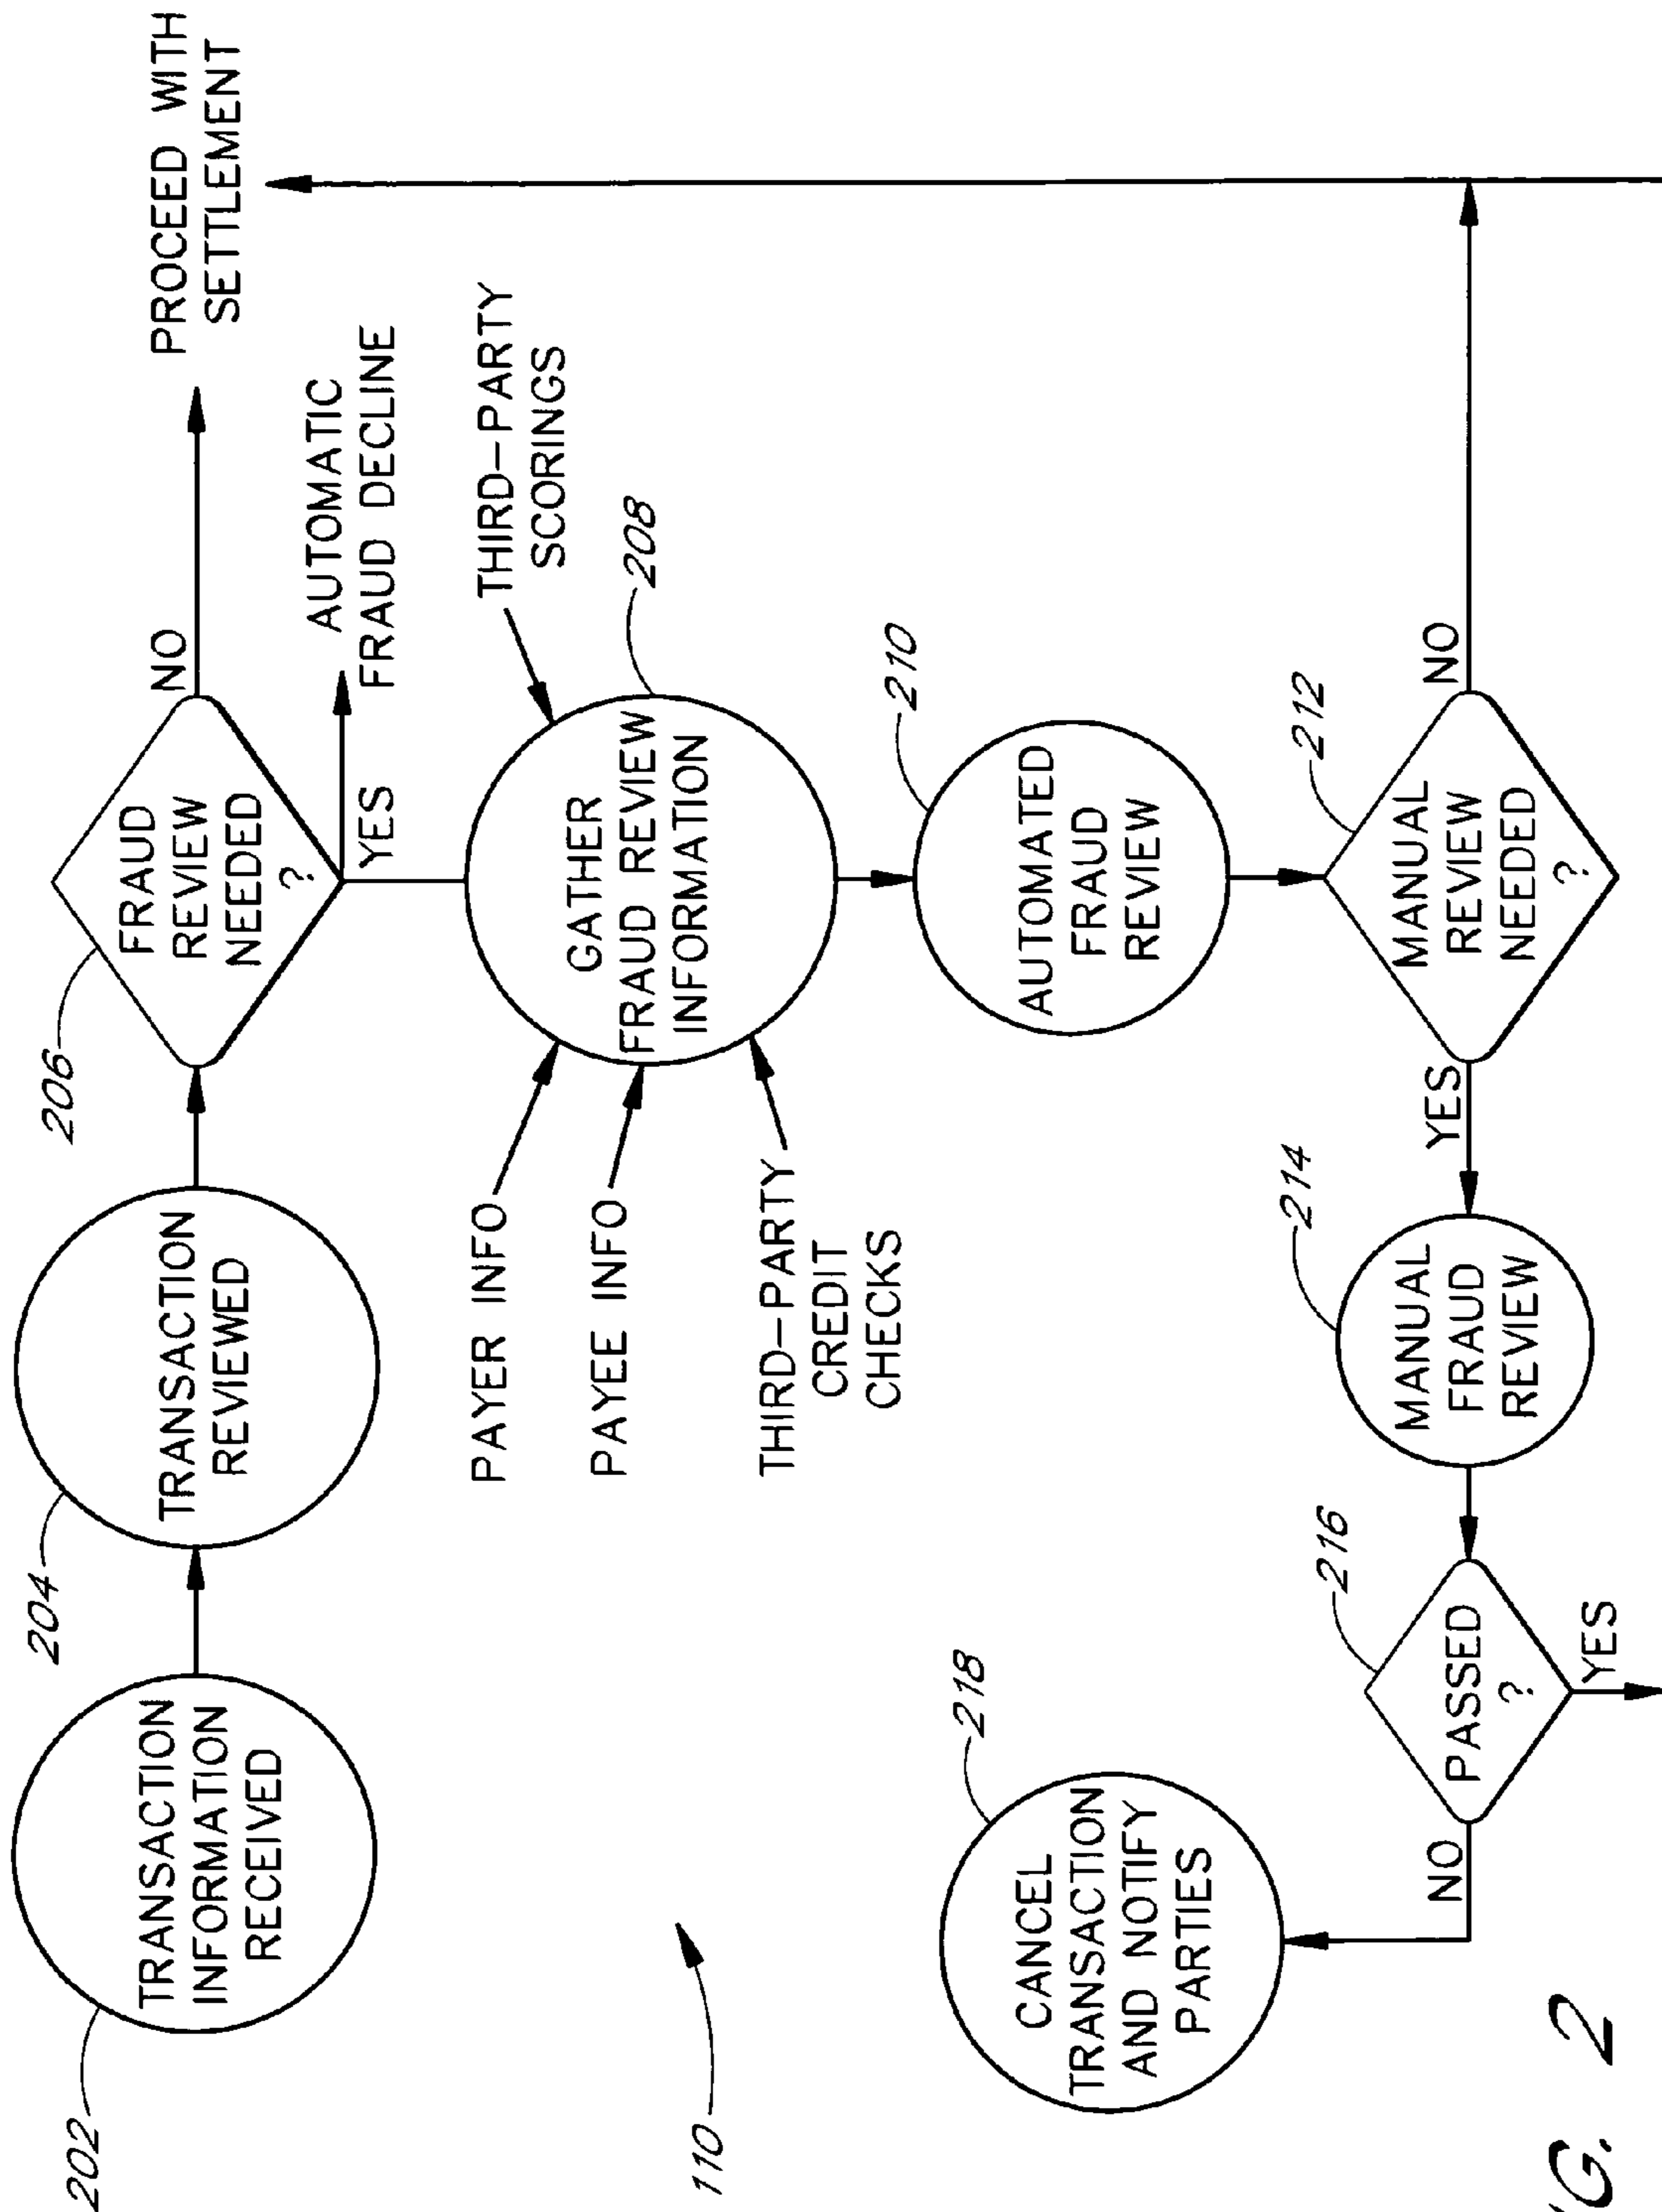 202
TRANSACTION
INFORMATION
RECEIVED
204
TRANSACTION
REVIEWED
206
FRAUD
REVIEW
NEEDED
?
NO
PROCEED WITH
SETTLEMENT
YES
AUTOMATIC
FRAUD DECLINE
PAYER INFO
PAYEE INFO
THIRD-PARTY
CREDIT
CHECKS
GATHER
FRAUD REVIEW
INFORMATION
THIRD-PARTY
SCORINGS
208
210
AUTOMATED
FRAUD
REVIEW
212
MANUAL
REVIEW
NEEDED
?
NO
YES
214
MANUAL
FRAUD
REVIEW
216
PASSED
?
YES
NO
218
CANCEL
TRANSACTION
AND NOTIFY
PARTIES
110
G. 2